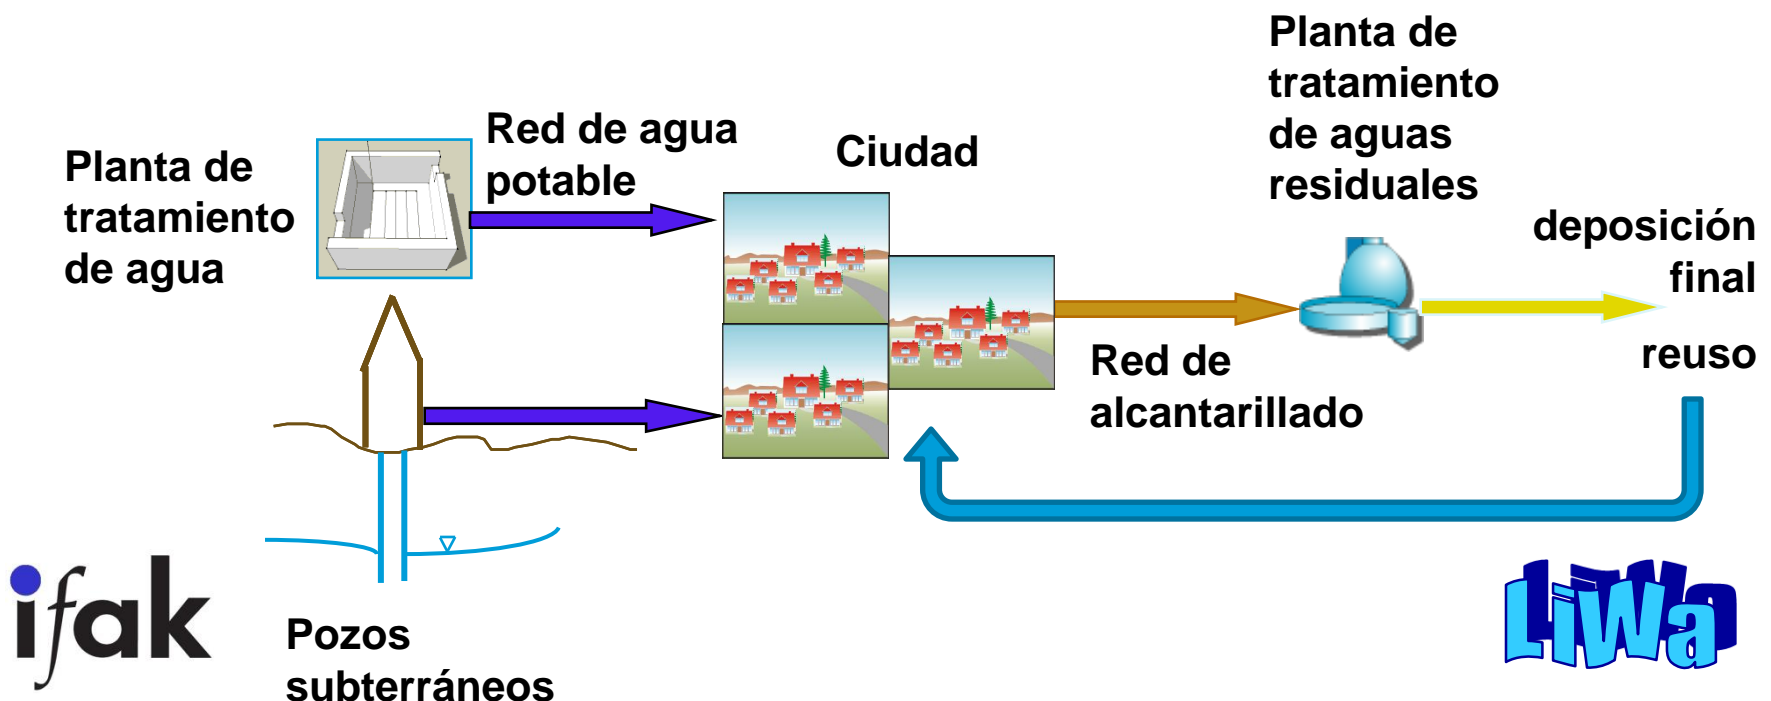 Planta de
tratamiento
de agua
Red de agua
potable
Ciudad
Planta de
tratamiento
de aguas
residuales
deposición
final
reuso
Red de
alcantarillado
Pozos
subterráneos
ifak
LiWa